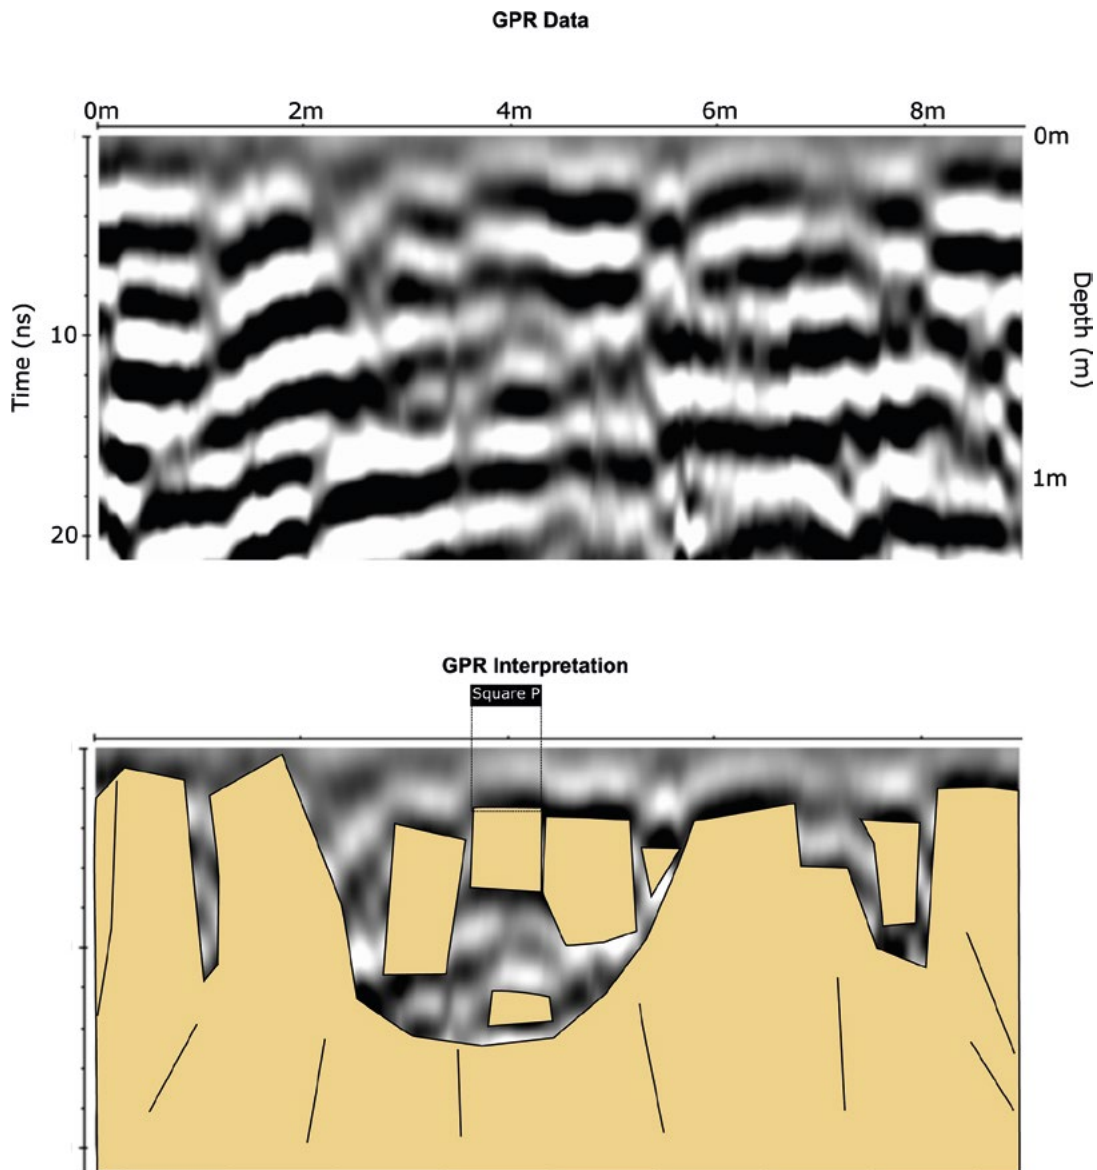 GPR Data
0m 2m 4m 6m 8m
0m
Time (ns)
10
20
Depth (m)
1m
GPR Interpretation
Square P